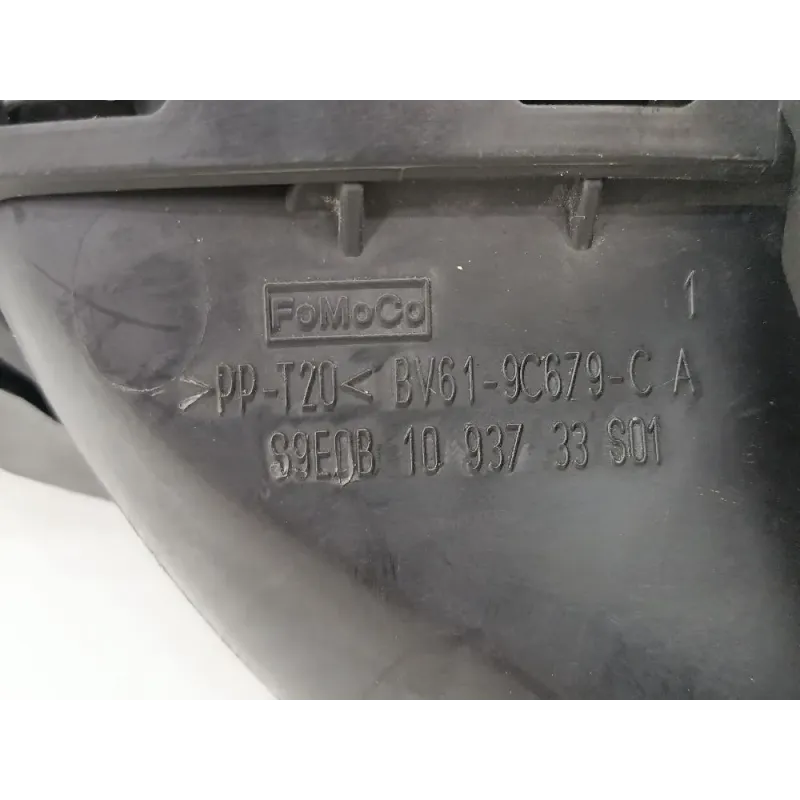 FoMoCo
1
>PP-T20< BV61-9C679-C A
S9EDB 10 937 33 S01